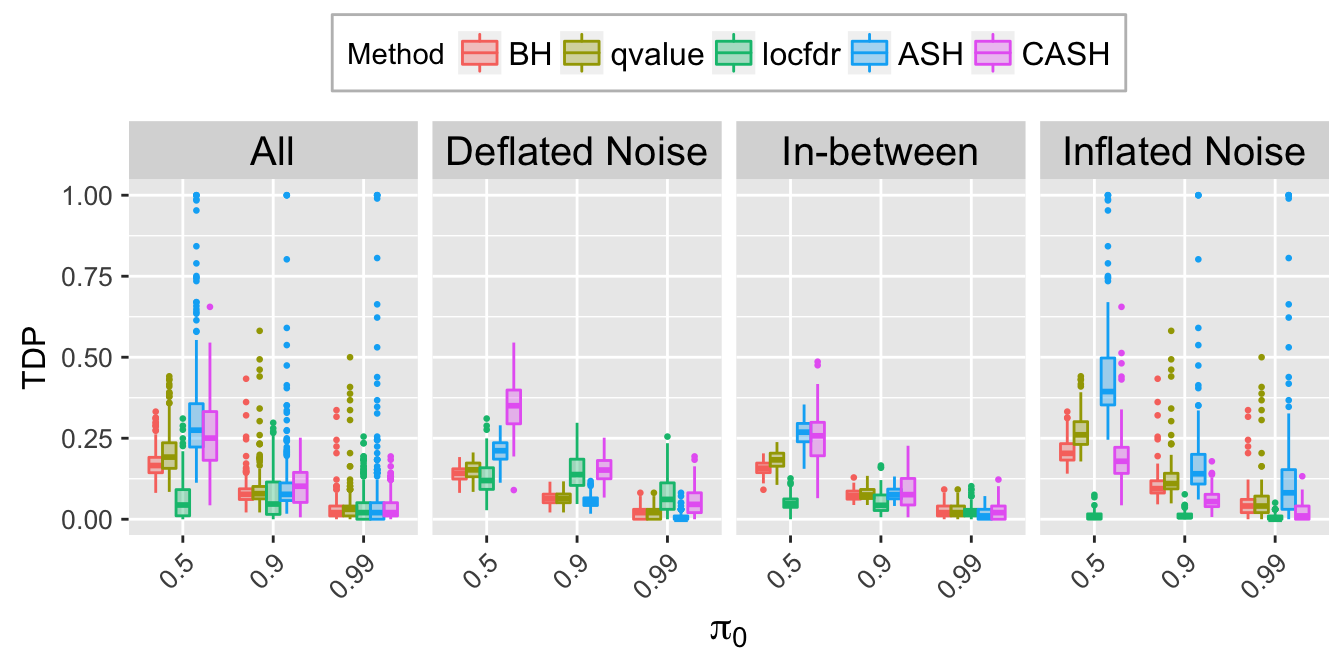 Method BH qvalue locfdr ASH CASH
All Deflated Noise In-between Inflated Noise
1.00
0.75
0.50
0.25
0.00
TDP
0.5 0.9 0.99 0.5 0.9 0.99 0.5 0.9 0.99 0.5 0.9 0.99
π₀